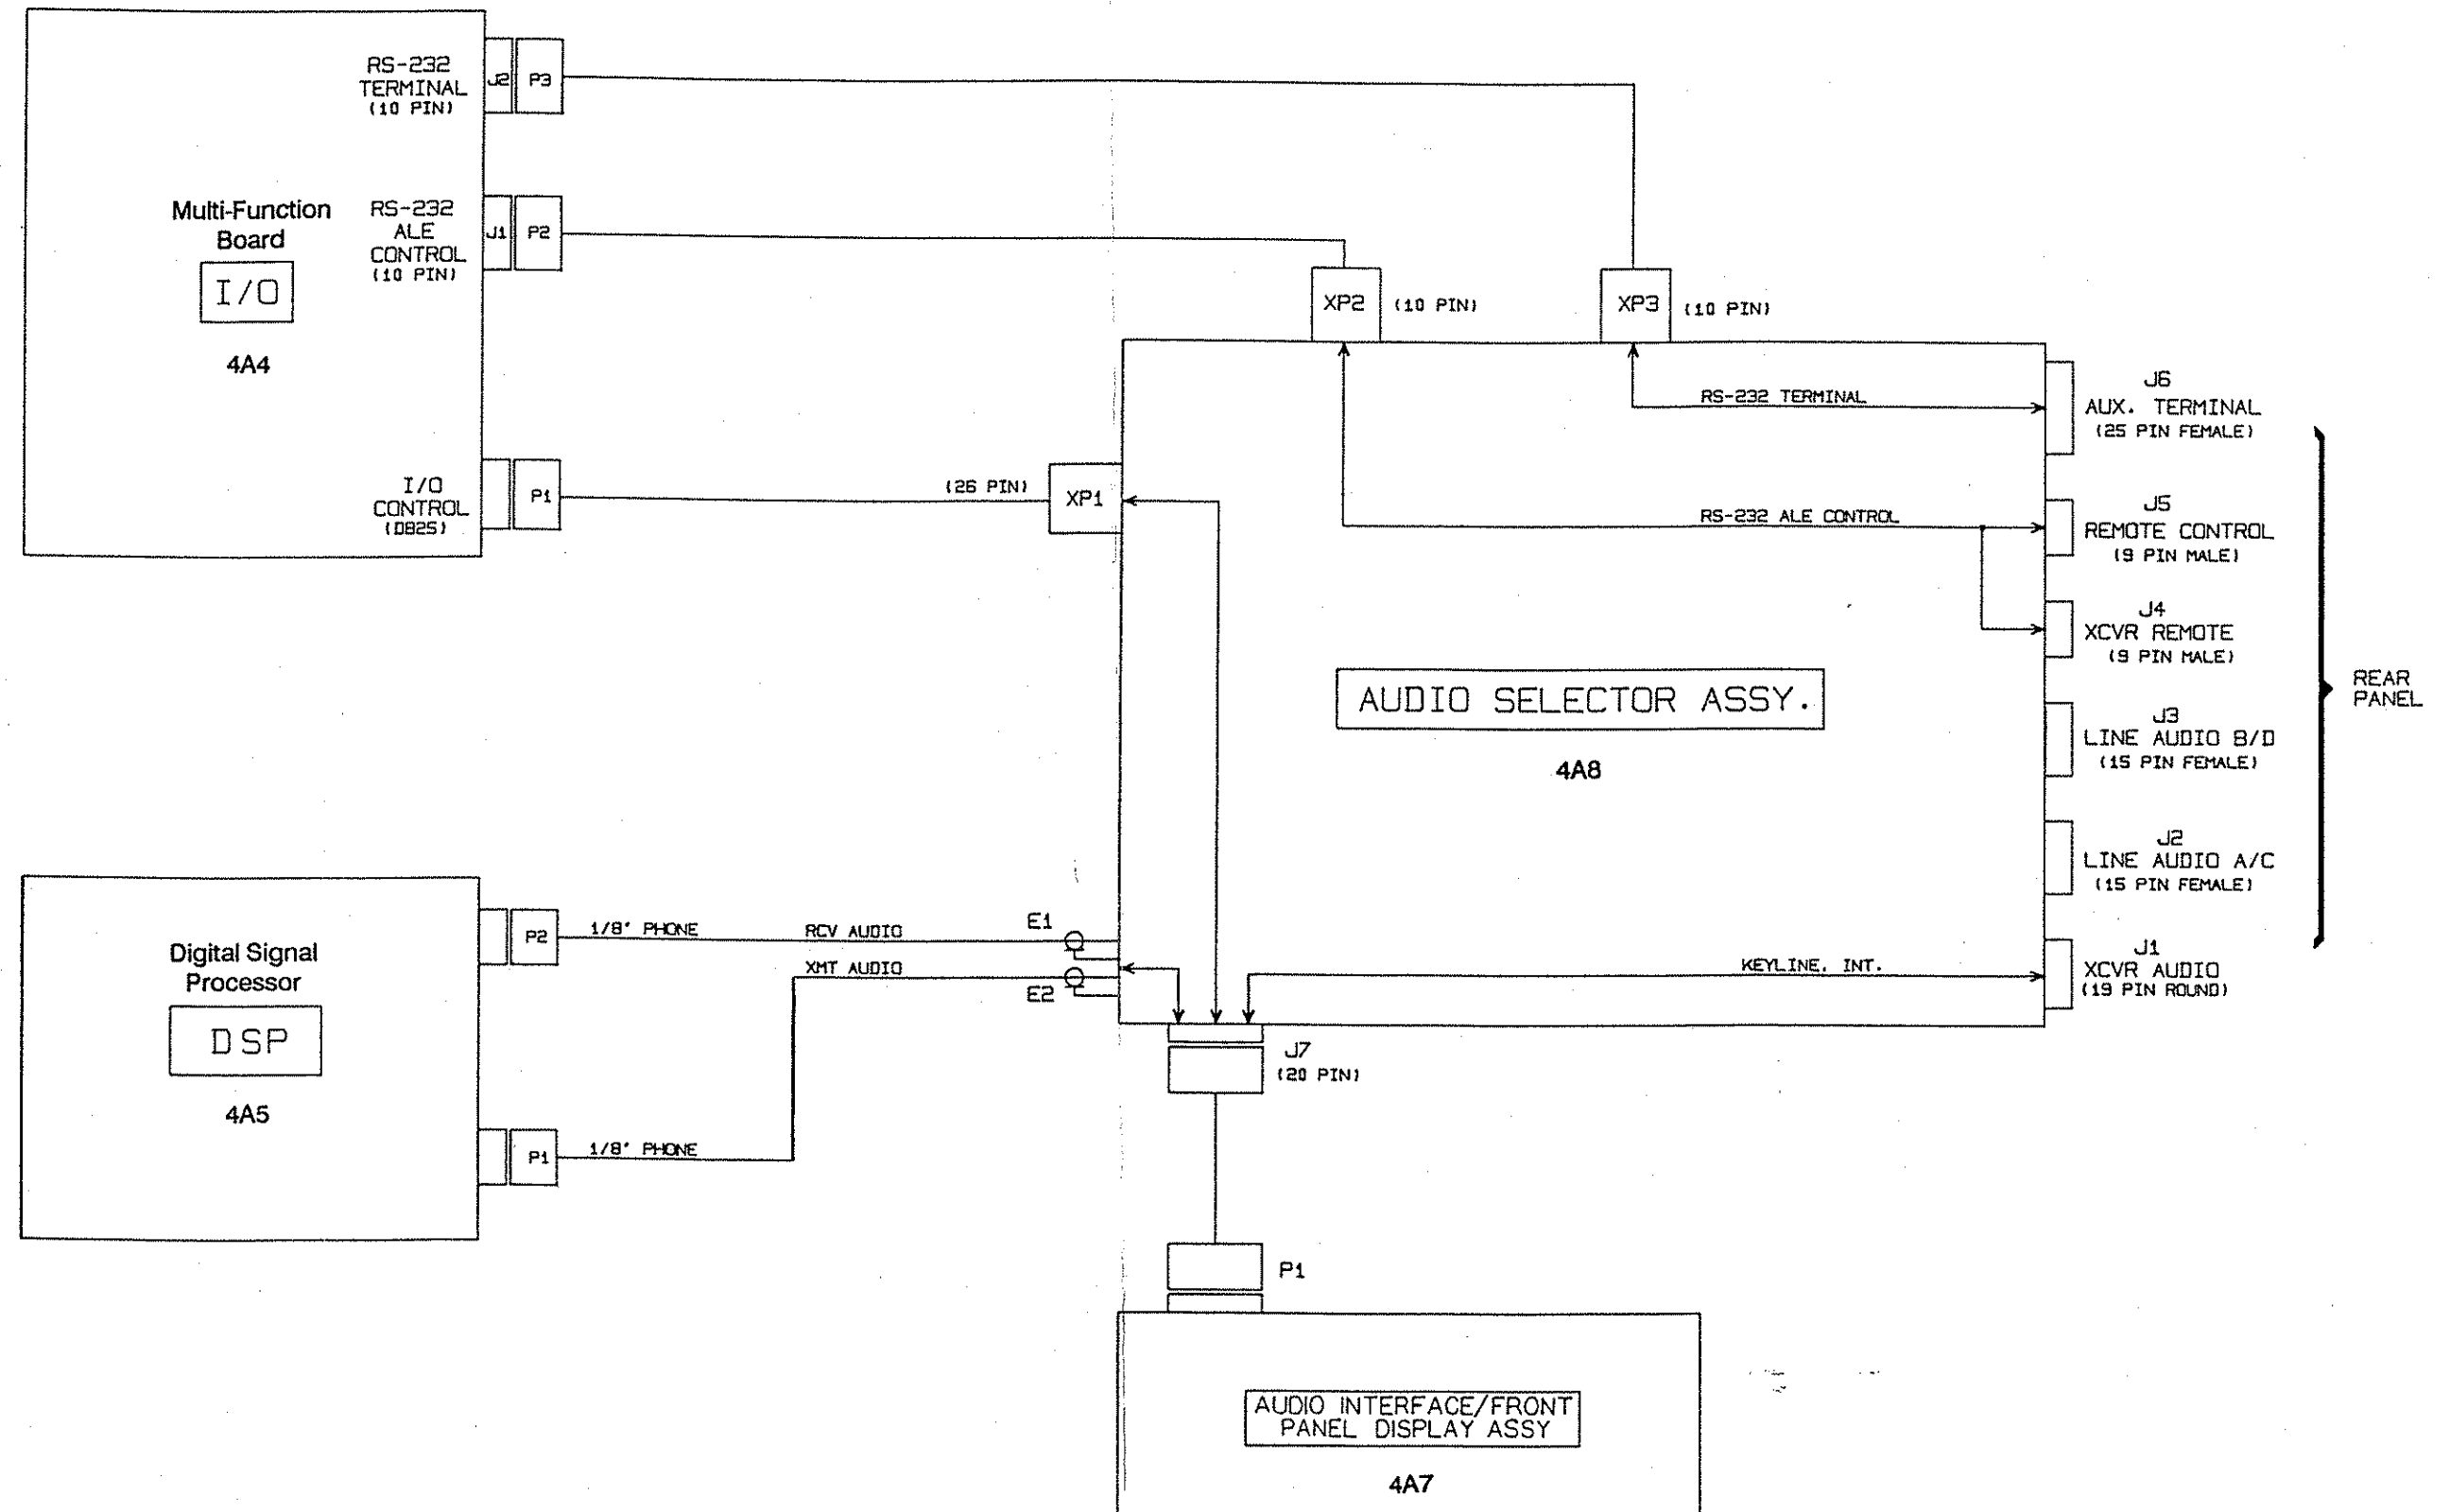 RS-232
TERMINAL
(10 PIN)
J2
P3
Multi-Function
Board
I/O
4A4
RS-232
ALE
CONTROL
(10 PIN)
J1
P2
I/O
CONTROL
(DB25)
P1
(26 PIN)
XP1
XP2
(10 PIN)
XP3
(10 PIN)
RS-232 TERMINAL
RS-232 ALE CONTROL
J6
AUX. TERMINAL
(25 PIN FEMALE)
J5
REMOTE CONTROL
(9 PIN MALE)
J4
XCVR REMOTE
(9 PIN MALE)
J3
LINE AUDIO B/D
(15 PIN FEMALE)
J2
LINE AUDIO A/C
(15 PIN FEMALE)
J1
XCVR AUDIO
(19 PIN ROUND)
REAR
PANEL
AUDIO SELECTOR ASSY.
4A8
KEYLINE, INT.
Digital Signal
Processor
DSP
4A5
P2
1/8" PHONE
RCV AUDIO
E1
XMT AUDIO
E2
P1
1/8" PHONE
J7
(20 PIN)
P1
AUDIO INTERFACE/FRONT
PANEL DISPLAY ASSY
4A7